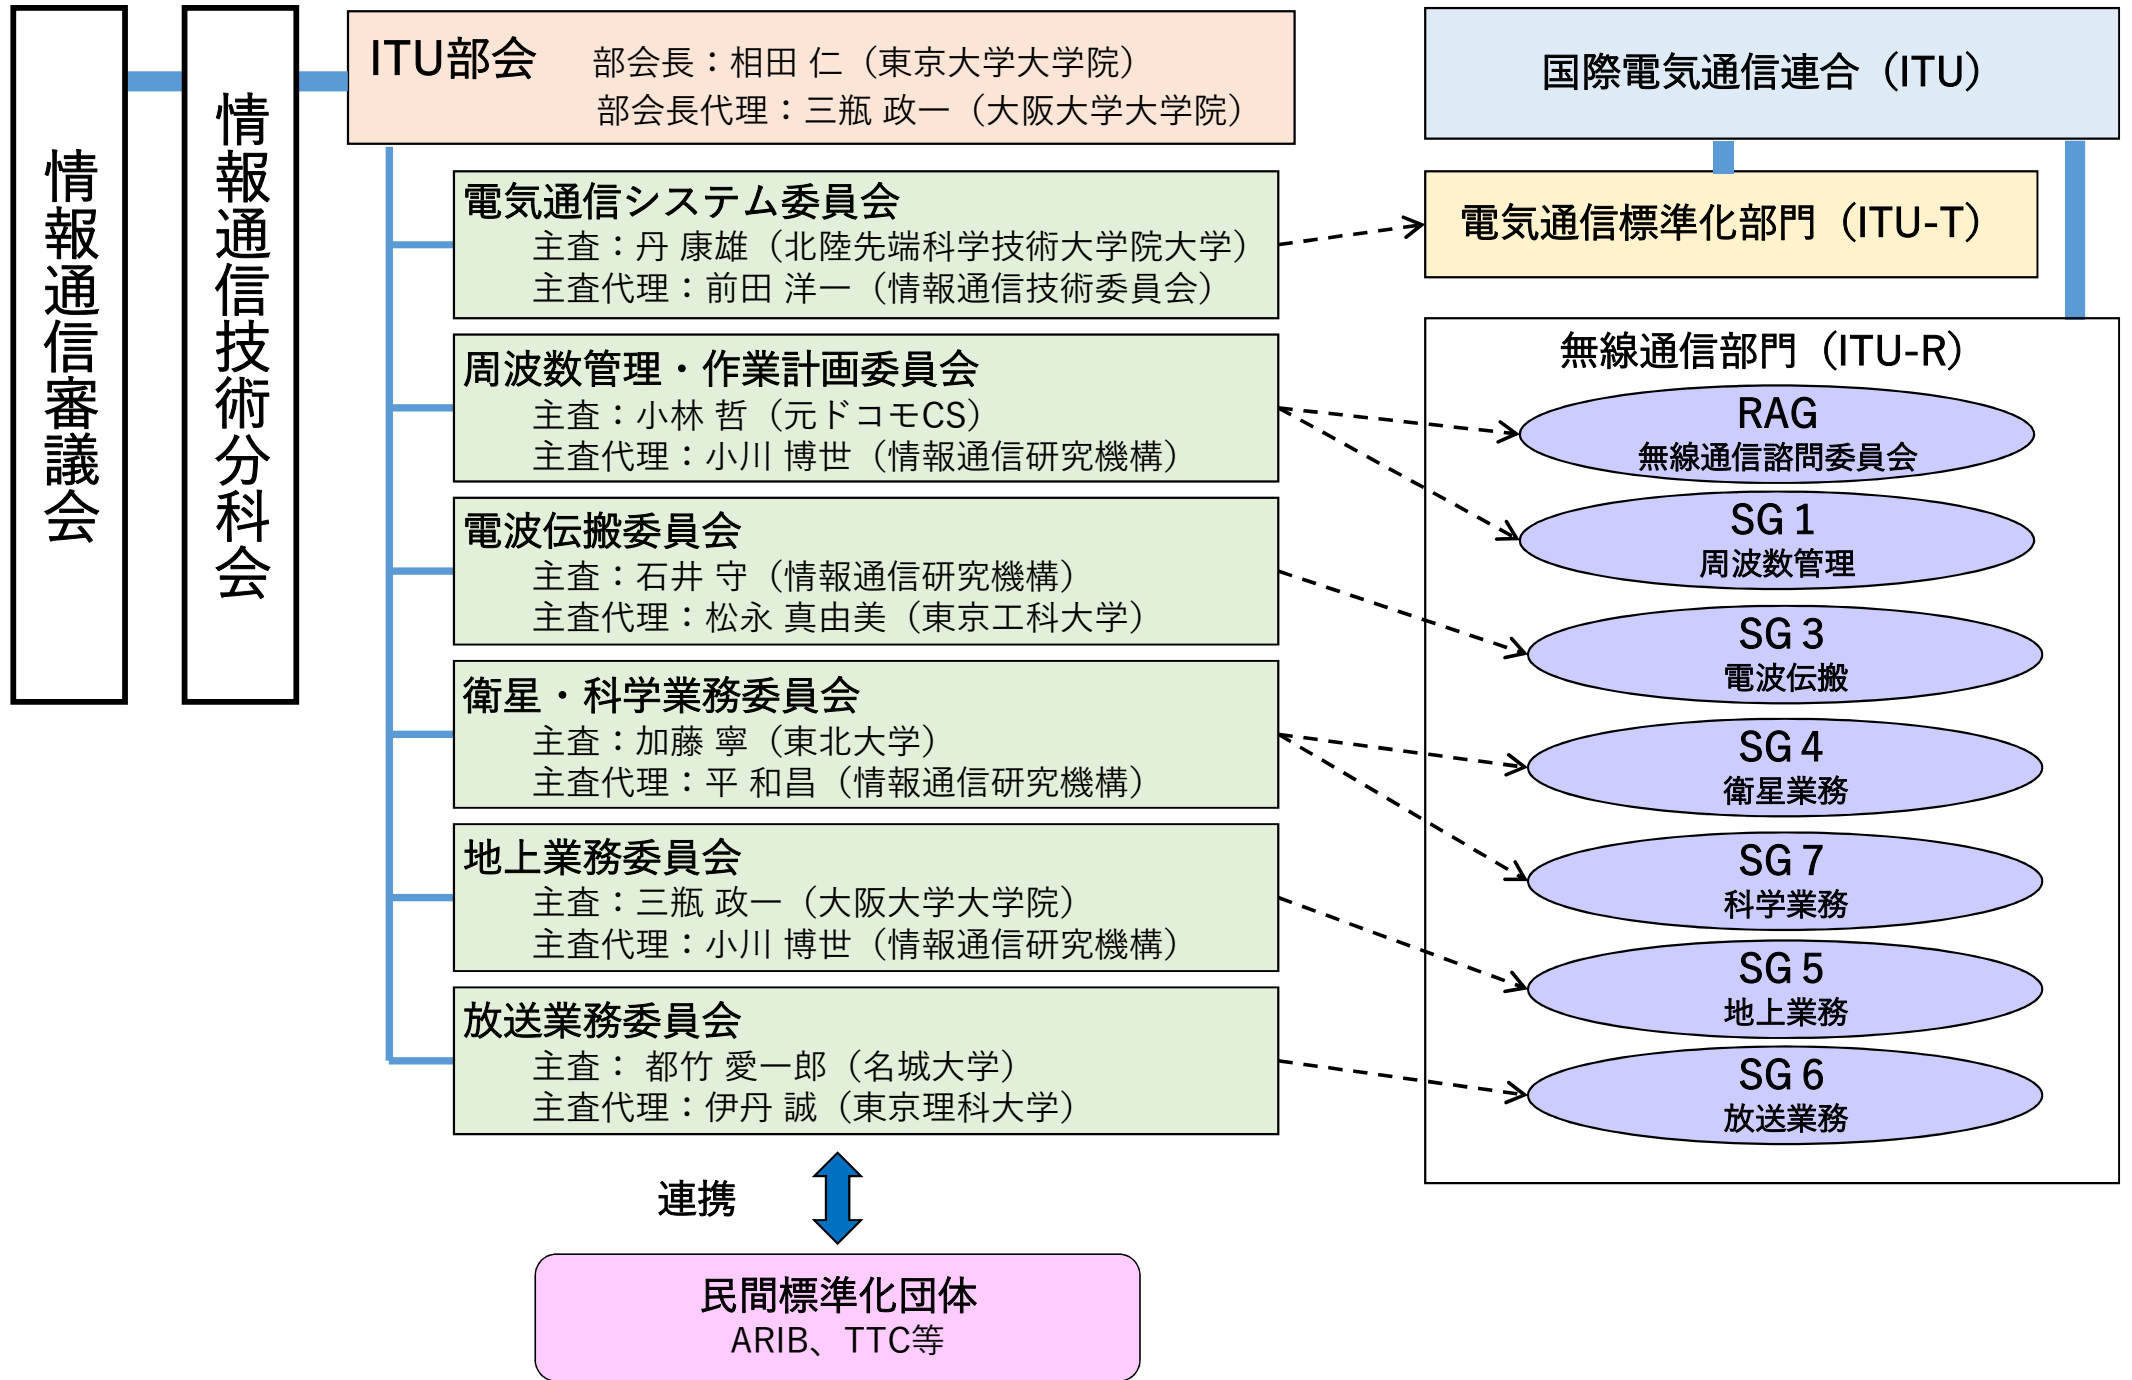 情報通信審議会
情報通信技術分科会
ITU部会 部会長：相田 仁（東京大学大学院）
部会長代理：三瓶 政一（大阪大学大学院）
電気通信システム委員会
主査：丹 康雄（北陸先端科学技術大学院大学）
主査代理：前田 洋一（情報通信技術委員会）
周波数管理・作業計画委員会
主査：小林 哲（元ドコモCS）
主査代理：小川 博世（情報通信研究機構）
電波伝搬委員会
主査：石井 守（情報通信研究機構）
主査代理：松永 真由美（東京工科大学）
衛星・科学業務委員会
主査：加藤 寧（東北大学）
主査代理：平 和昌（情報通信研究機構）
地上業務委員会
主査：三瓶 政一（大阪大学大学院）
主査代理：小川 博世（情報通信研究機構）
放送業務委員会
主査： 都竹 愛一郎（名城大学）
主査代理：伊丹 誠（東京理科大学）
連携
民間標準化団体
ARIB、TTC等
国際電気通信連合（ITU）
電気通信標準化部門（ITU-T）
無線通信部門（ITU-R）
RAG
無線通信諮問委員会
SG 1
周波数管理
SG 3
電波伝搬
SG 4
衛星業務
SG 7
科学業務
SG 5
地上業務
SG 6
放送業務